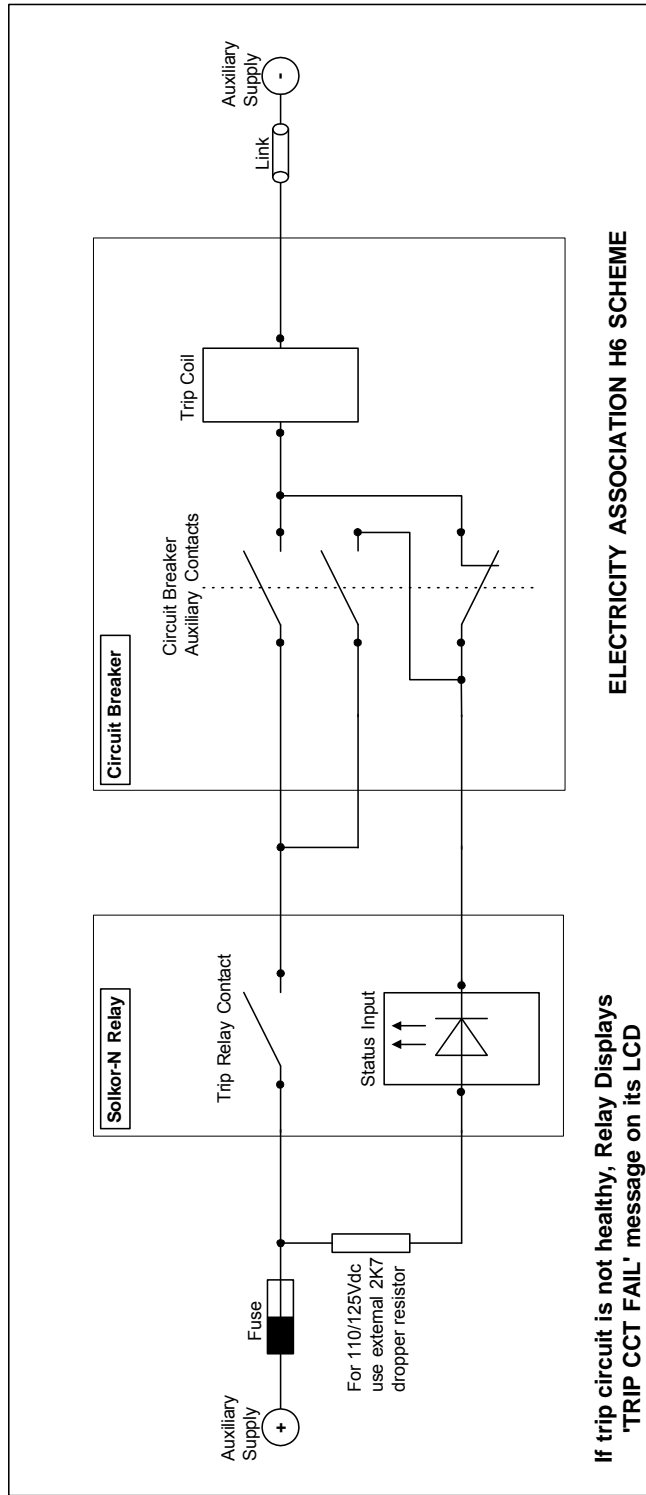 Auxiliary
Supply
+
Fuse
For 110/125Vdc
use external 2K7
dropper resistor
Solkor-N Relay
Trip Relay Contact
Status Input
Circuit Breaker
Circuit Breaker
Auxiliary Contacts
Trip Coil
Link
Auxiliary
Supply
-
If trip circuit is not healthy, Relay Displays
'TRIP CCT FAIL' message on its LCD
ELECTRICITY ASSOCIATION H6 SCHEME